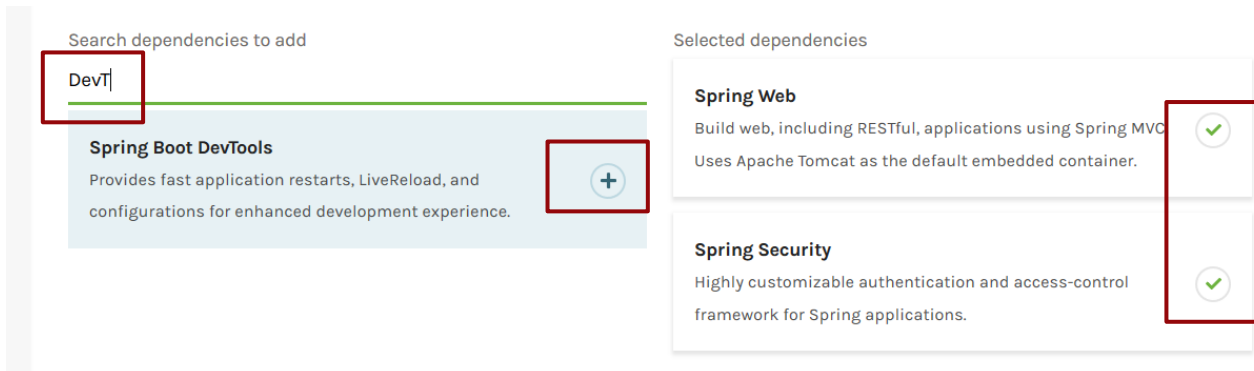 Search dependencies to add
DevT
Spring Boot DevTools
Provides fast application restarts, LiveReload, and
configurations for enhanced development experience.
Selected dependencies
Spring Web
Build web, including RESTful, applications using Spring MVC
Uses Apache Tomcat as the default embedded container.
Spring Security
Highly customizable authentication and access-control
framework for Spring applications.